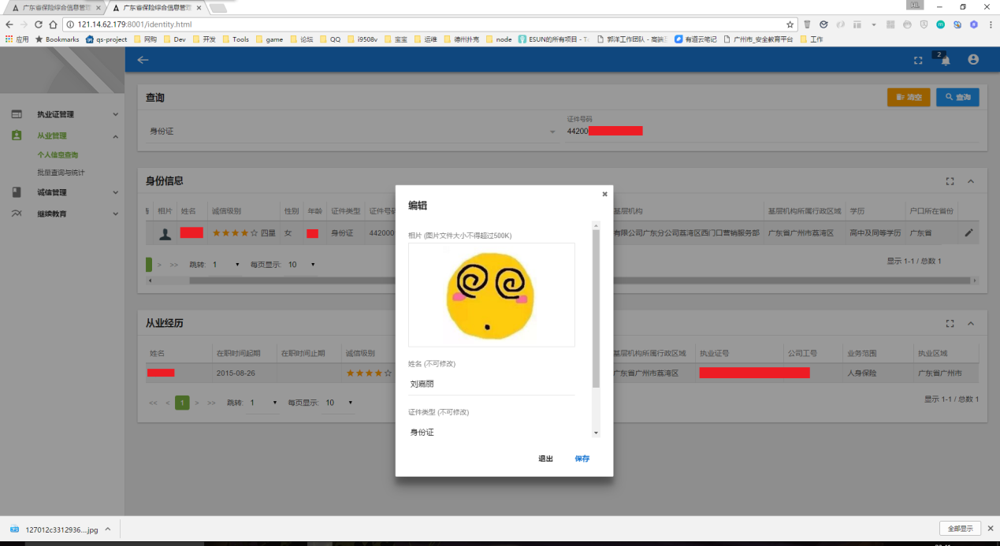 广东省保险综合信息管理 × 广东省保险综合信息管理 ×
121.14.62.179:8001/identity.html
应用 Bookmarks qs-project 网购 Dev 开发 Tools game 论坛 QQ i9508v 宝宝 运维 德州扑克 node ESUN的所有项目 - T 郭洋工作团队 - 高端 有道云笔记 广州市_安全教育平台 工作
2
查询 清空 查询
执业证管理
从业管理
个人信息查询
批量查询与统计
诚信管理
继续教育
证件号码
身份证 44200
身份信息
相片 姓名 诚信级别 性别 年龄 证件类型 证件号码 基层机构 基层机构所属行政区域 学历 户口所在省份
四星 女 身份证 442000 有限公司广东分公司荔湾区西门口营销服务部 广东省广州市荔湾区 高中及同等学历 广东省
> >> 跳转: 1 每页显示: 10 显示 1-1 / 总数 1
从业经历
姓名 在职时间起期 在职时间止期 诚信级别 基层机构所属行政区域 执业证号 公司工号 业务范围 执业区域
2015-08-26 广东省广州市荔湾区 人身保险 广东省广州市
<< < 1 > >> 跳转: 1 每页显示: 10 显示 1-1 / 总数 1
编辑
相片 (图片文件大小不得超过500K)
姓名 (不可修改)
刘嘉丽
证件类型 (不可修改)
身份证
退出 保存
127012c3312936....jpg 全部显示